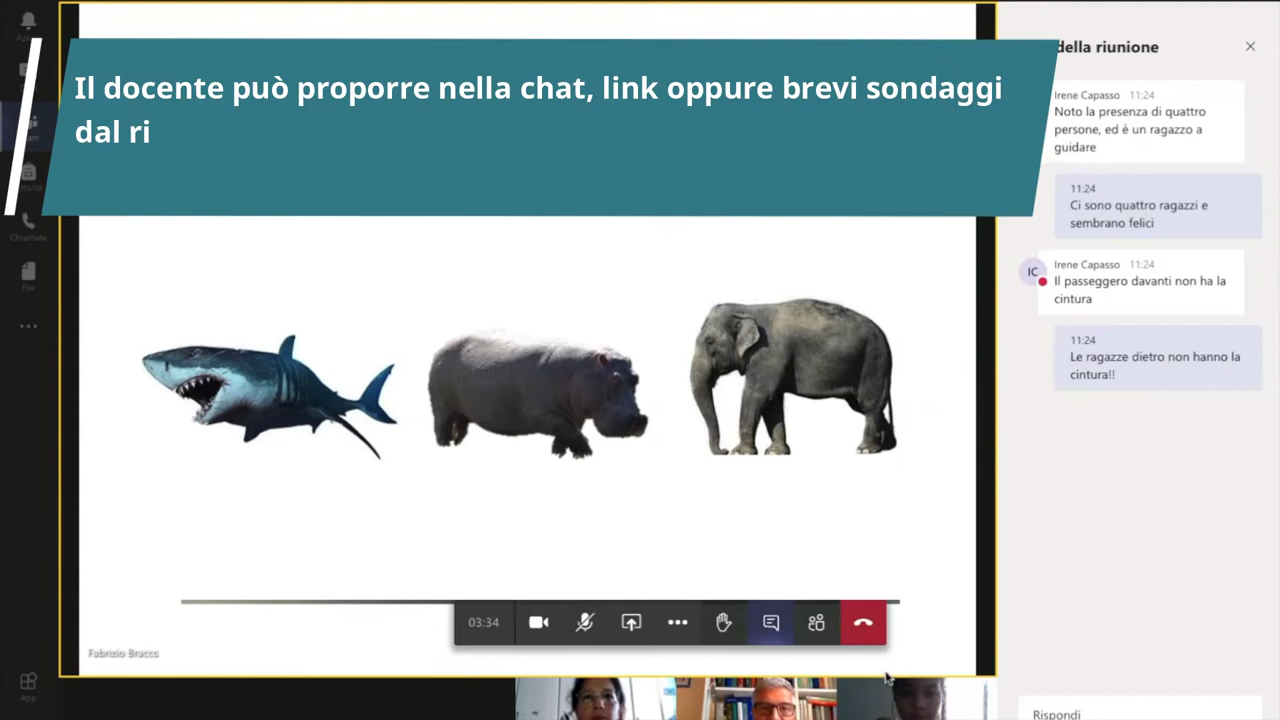 Il docente può proporre nella chat, link oppure brevi sondaggi
dal ri
della riunione
Irene Capasso 11:24
Noto la presenza di quattro
persone, ed è un ragazzo a
guidare
11:24
Ci sono quattro ragazzi e
sembrano felici
IC
Irene Capasso 11:24
Il passeggero davanti non ha la
cintura
11:24
Le ragazze dietro non hanno la
cintura!!
Chiamate
File
03:34
Fabrizio Bracco
App
Rispondi